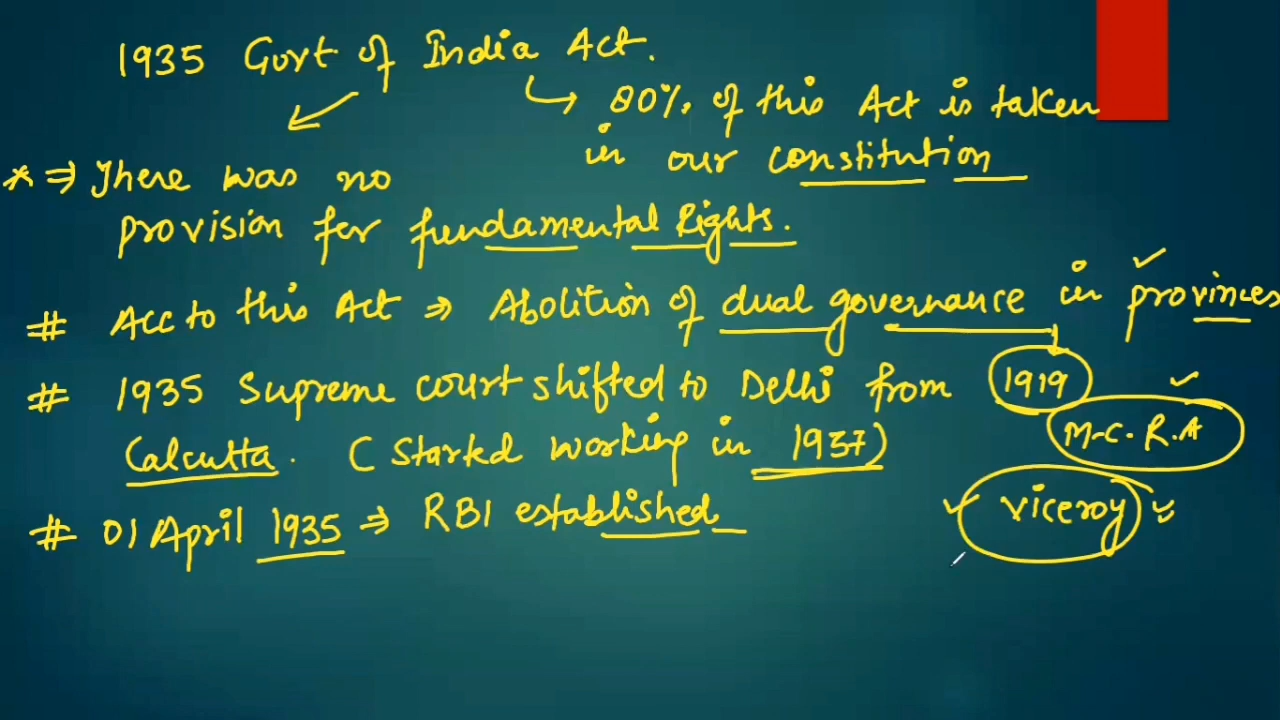 1935 Govt of India Act.
↳ 80% of this Act is taken
in our constitution
* ⇒ There was no
provision for fundamental Rights.
# Acc to this Act ⇒ Abolition of dual governance in provinces
# 1935 Supreme court shifted to Delhi from
1919
Calcutta. ( Started working in 1937)
M.C.R.A
# 01 April 1935 ⇒ RBI established
viceroy